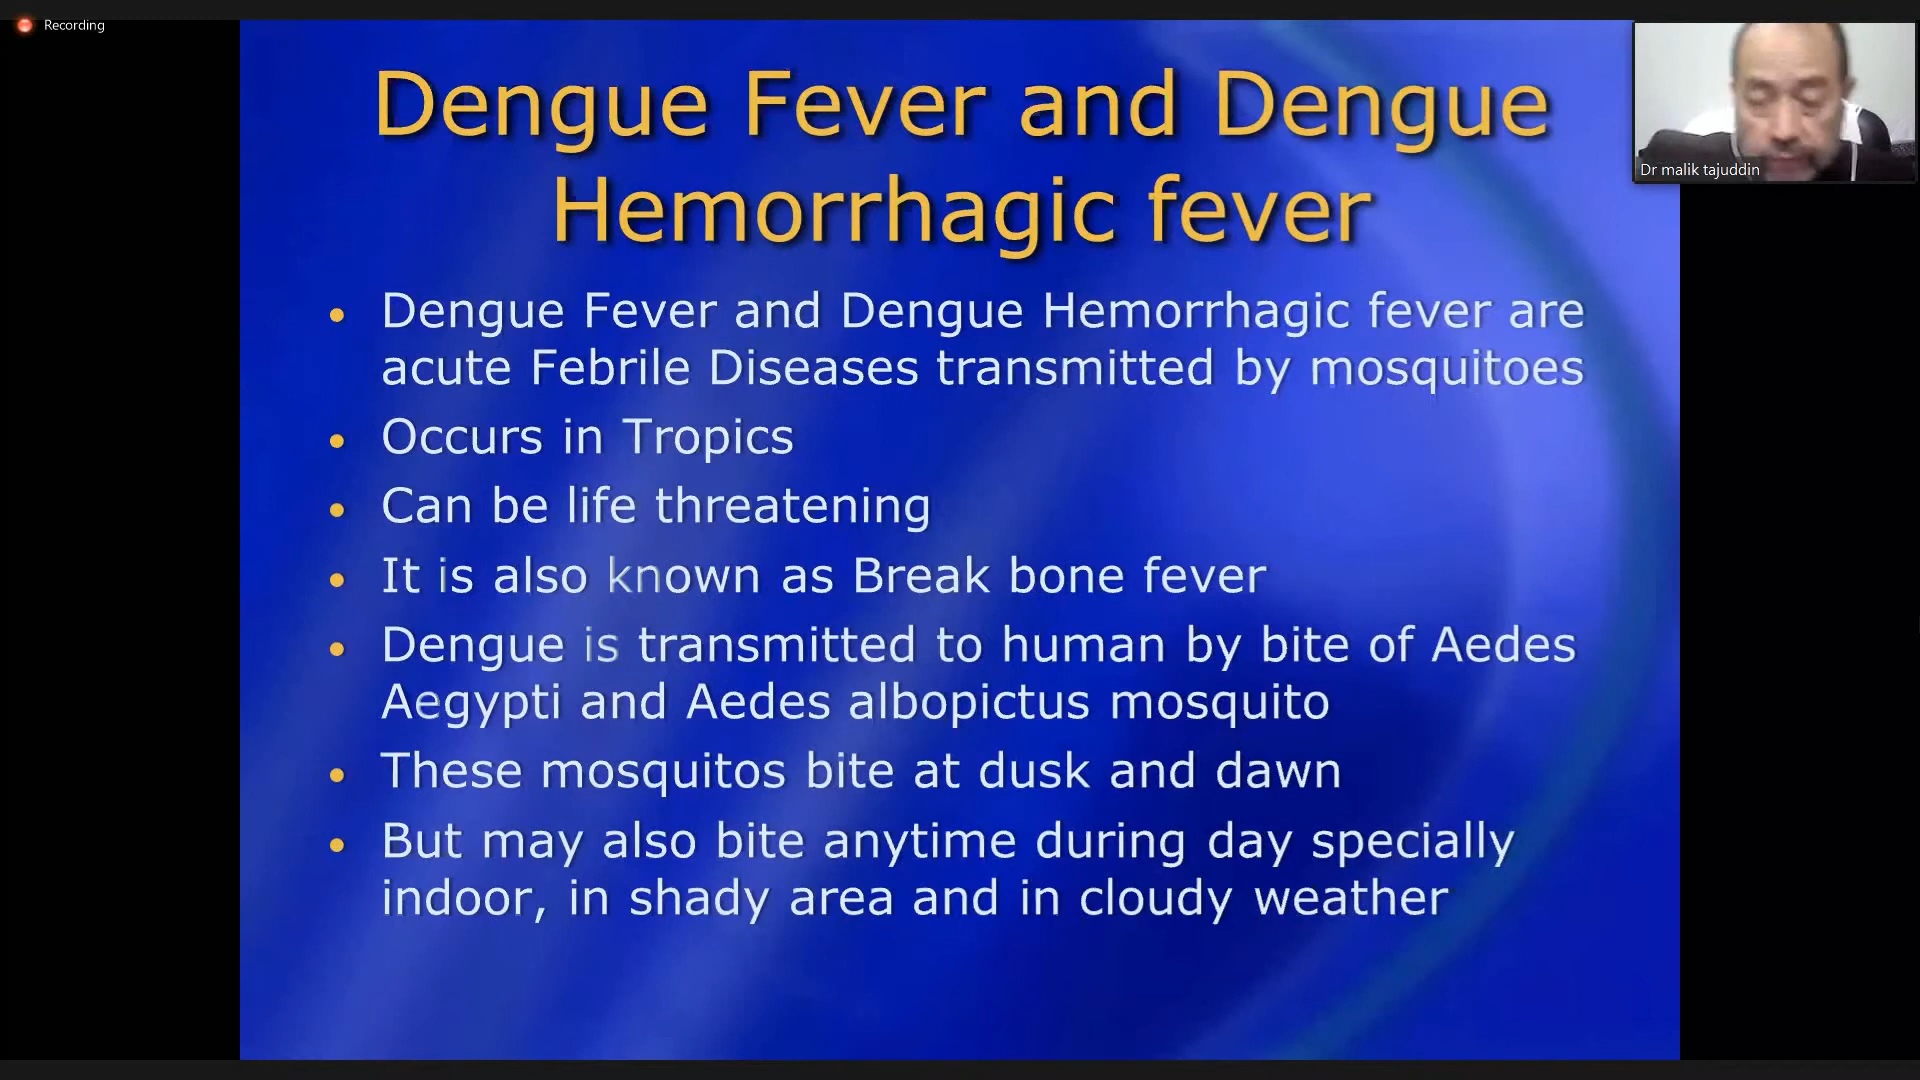 Recording
Dengue Fever and Dengue
Hemorrhagic fever
• Dengue Fever and Dengue Hemorrhagic fever are
acute Febrile Diseases transmitted by mosquitoes
• Occurs in Tropics
• Can be life threatening
• It is also known as Break bone fever
• Dengue is transmitted to human by bite of Aedes
Aegypti and Aedes albopictus mosquito
• These mosquitos bite at dusk and dawn
• But may also bite anytime during day specially
indoor, in shady area and in cloudy weather
Dr malik tajuddin